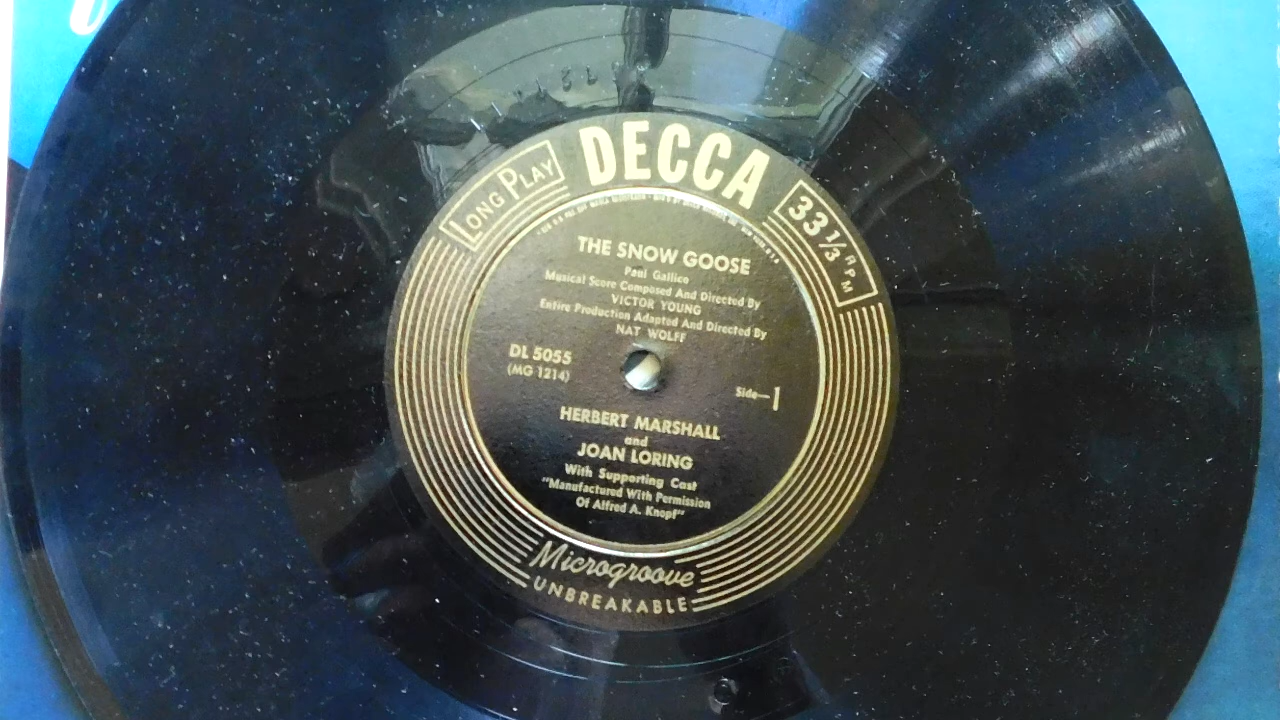 DECCA
LONG PLAY
33 1/3 RPM
THE SNOW GOOSE
Paul Gallico
Musical Score Composed And Directed By
VICTOR YOUNG
Entire Production Adapted And Directed By
NAT WOLFF
DL 5055
(MG 1214)
Side—1
HERBERT MARSHALL
and
JOAN LORING
With Supporting Cast
"Manufactured With Permission
Of Alfred A. Knopf"
Microgroove
UNBREAKABLE